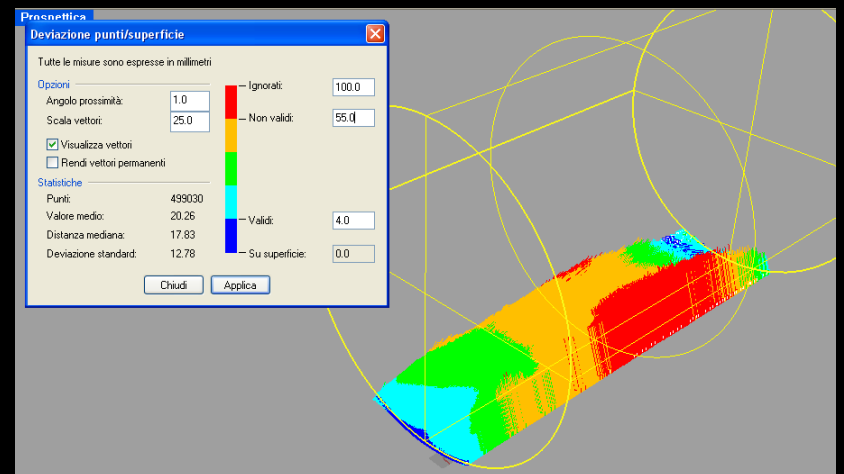 Prospettica
Deviazione punti/superficie
Tutte le misure sono espresse in millimetri
Opzioni
Angolo prossimità: 1.0
Scala vettori: 25.0
Visualizza vettori
Rendi vettori permanenti
Statistiche
Punti: 499030
Valore medio: 20.26
Distanza mediana: 17.83
Deviazione standard: 12.78
Ignorati: 100.0
Non validi: 55.0
Validi: 4.0
Su superficie: 0.0
Chiudi Applica